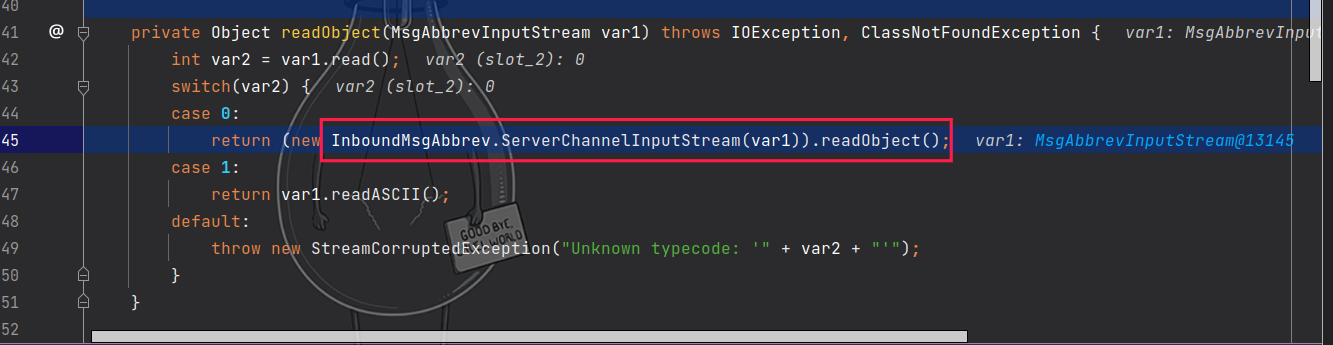 40
41 @ private Object readObject(MsgAbbrevInputStream var1) throws IOException, ClassNotFoundException { var1: MsgAbbrevInput
42 int var2 = var1.read(); var2 (slot_2): 0
43 switch(var2) { var2 (slot_2): 0
44 case 0:
45 return (new InboundMsgAbbrev.ServerChannelInputStream(var1)).readObject(); var1: MsgAbbrevInputStream@13145
46 case 1:
47 return var1.readASCII();
48 default:
GOOD BYE,
49 throw new StreamCorruptedException("Unknown typecode: '" + var2 + "'");
WORLD
50 }
51 }
52